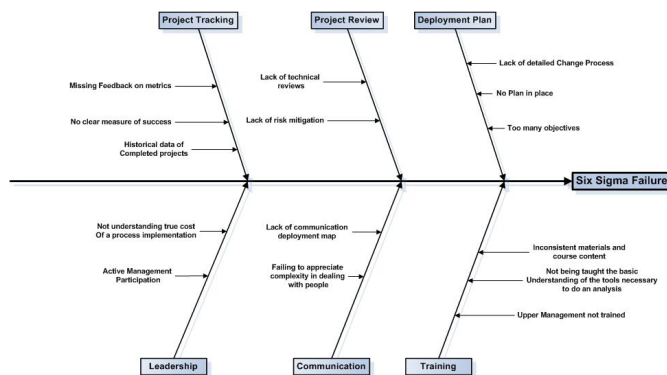 Project Tracking
Project Review
Deployment Plan
Missing Feedback on metrics
No clear measure of success
Historical data of
Completed projects
Lack of technical
reviews
Lack of risk mitigation
Lack of detailed Change Process
No Plan in place
Too many objectives
Six Sigma Failure
Not understanding true cost
Of a process implementation
Active Management
Participation
Lack of communication
deployment map
Failing to appreciate
complexity in dealing
with people
Inconsistent materials and
course content
Not being taught the basic
Understanding of the tools necessary
to do an analysis
Upper Management not trained
Leadership
Communication
Training